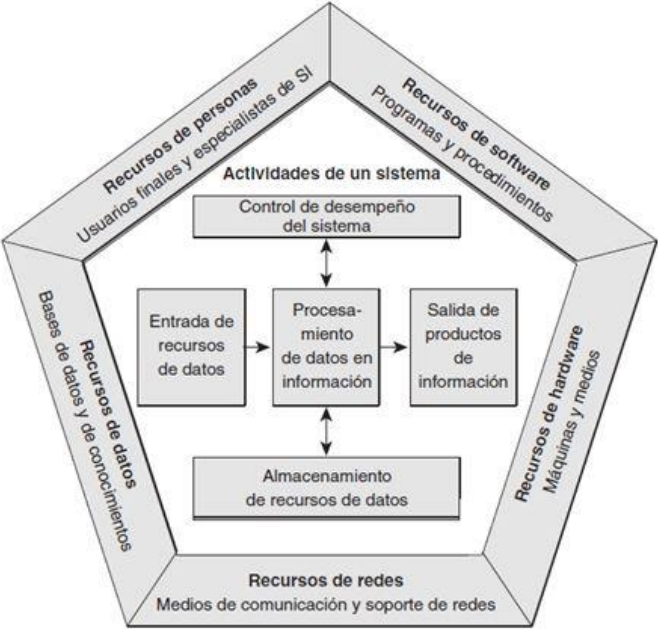 Recursos de personas
Usuarios finales y especialistas de SI
Recursos de software
Programas y procedimientos
Actividades de un sistema
Control de desempeño
del sistema
Entrada de
recursos
de datos
Procesa-
miento
de datos en
información
Salida de
productos
de
información
Almacenamiento
de recursos de datos
Recursos de datos
Bases de datos y de conocimientos
Recursos de hardware
Máquinas y medios
Recursos de redes
Medios de comunicación y soporte de redes